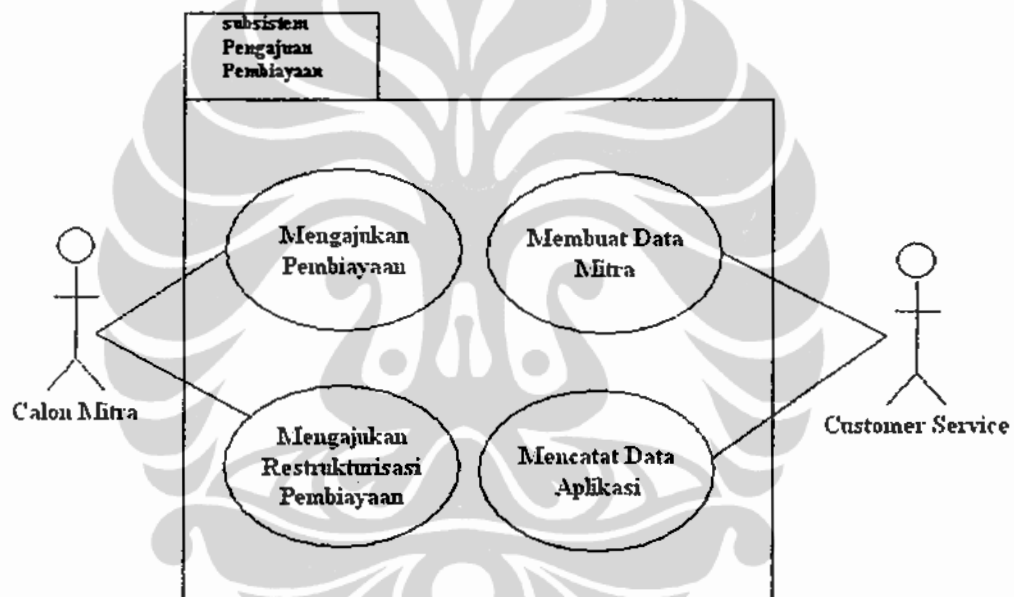 subsistem
Pengajuan
Pembiayaan
Mengajukan
Pembiayaan
Membuat Data
Mitra
Calon Mitra
Customer Service
Mengajukan
Restrukturisasi
Pembiayaan
Mencatat Data
Aplikasi